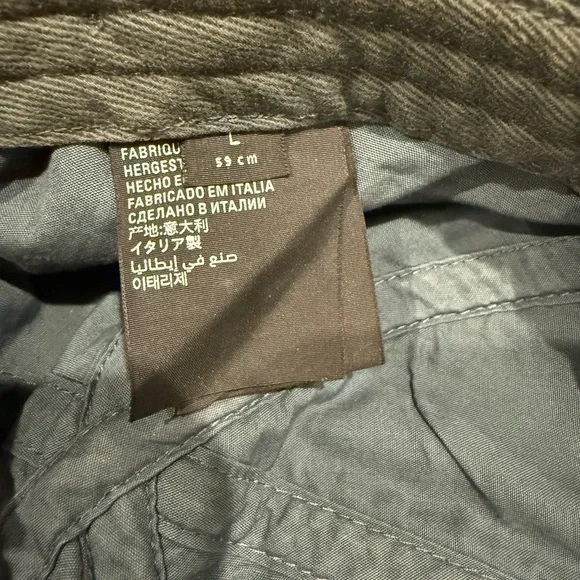 L
59 cm
FABRIQU
HERGEST
HECHO E
FABRICADO EM ITALIA
СДЕЛАНО В ИТАЛИИ
产地:意大利
イタリア製
صنع في إيطاليا
이태리제